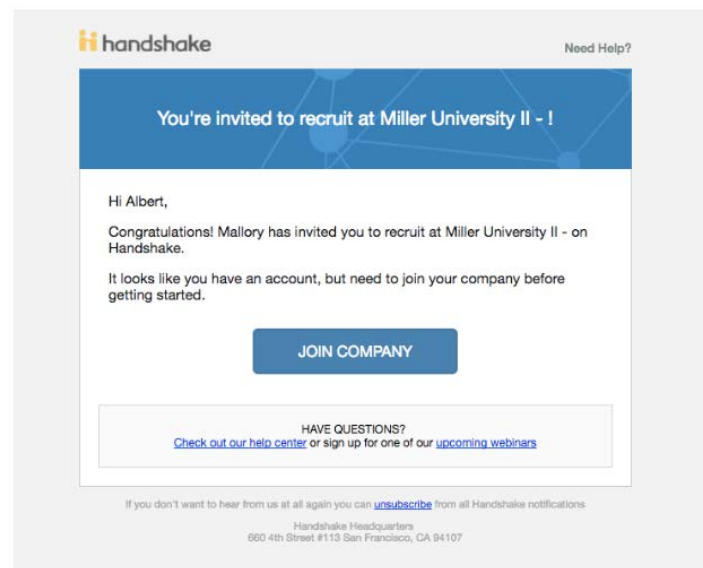 handshake
Need Help?
You're invited to recruit at Miller University II - !
Hi Albert,
Congratulations! Mallory has invited you to recruit at Miller University II - on
Handshake.
It looks like you have an account, but need to join your company before
getting started.
JOIN COMPANY
HAVE QUESTIONS?
Check out our help center or sign up for one of our upcoming webinars
If you don't want to hear from us at all again you can unsubscribe from all Handshake notifications
Handshake Headquarters
660 4th Street #113 San Francisco, CA 94107